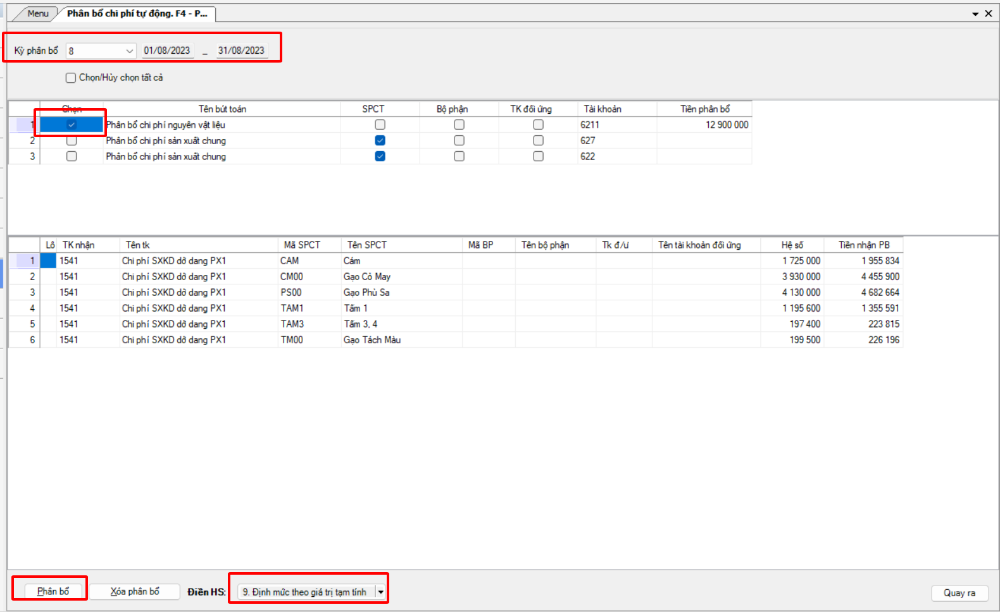 Menu Phân bổ chi phí tự động. F4 - P...
Kỳ phân bổ 8 01/08/2023 _ 31/08/2023
Chọn/Hủy chọn tất cả
Chọn Tên bút toán SPCT Bộ phận TK đối ứng Tài khoản Tiền phân bổ
1 Phân bổ chi phí nguyên vật liệu 6211 12 900 000
2 Phân bổ chi phí sản xuất chung 627
3 Phân bổ chi phí sản xuất chung 622
Lô TK nhận Tên tk Mã SPCT Tên SPCT Mã BP Tên bộ phận Tk đ/ư Tên tài khoản đối ứng Hệ số Tiền nhận PB
1 1541 Chi phí SXKD dở dang PX1 CAM Cám 1 725 000 1 955 834
2 1541 Chi phí SXKD dở dang PX1 CM00 Gạo Cỏ May 3 930 000 4 455 900
3 1541 Chi phí SXKD dở dang PX1 PS00 Gạo Phù Sa 4 130 000 4 682 664
4 1541 Chi phí SXKD dở dang PX1 TAM1 Tấm 1 1 195 600 1 355 591
5 1541 Chi phí SXKD dở dang PX1 TAM3 Tấm 3, 4 197 400 223 815
6 1541 Chi phí SXKD dở dang PX1 TM00 Gạo Tách Màu 199 500 226 196
Phân bổ Xóa phân bổ Điền HS: 9. Định mức theo giá trị tạm tính Quay ra